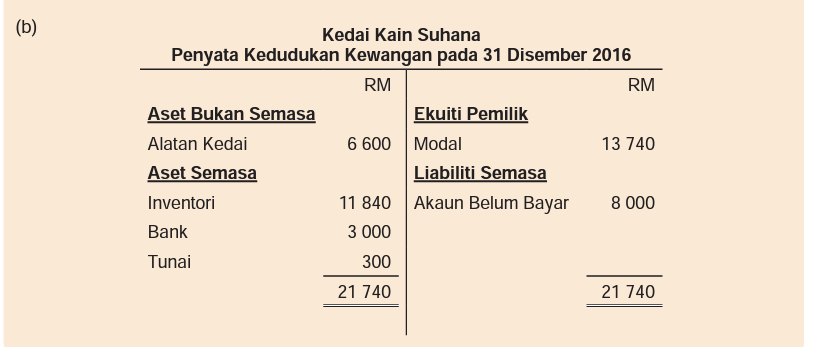 (b)
Kedai Kain Suhana
Penyata Kedudukan Kewangan pada 31 Disember 2016
RM RM
Aset Bukan Semasa Ekuiti Pemilik
Alatan Kedai 6 600 Modal 13 740
Aset Semasa Liabiliti Semasa
Inventori 11 840 Akaun Belum Bayar 8 000
Bank 3 000
Tunai 300
21 740 21 740